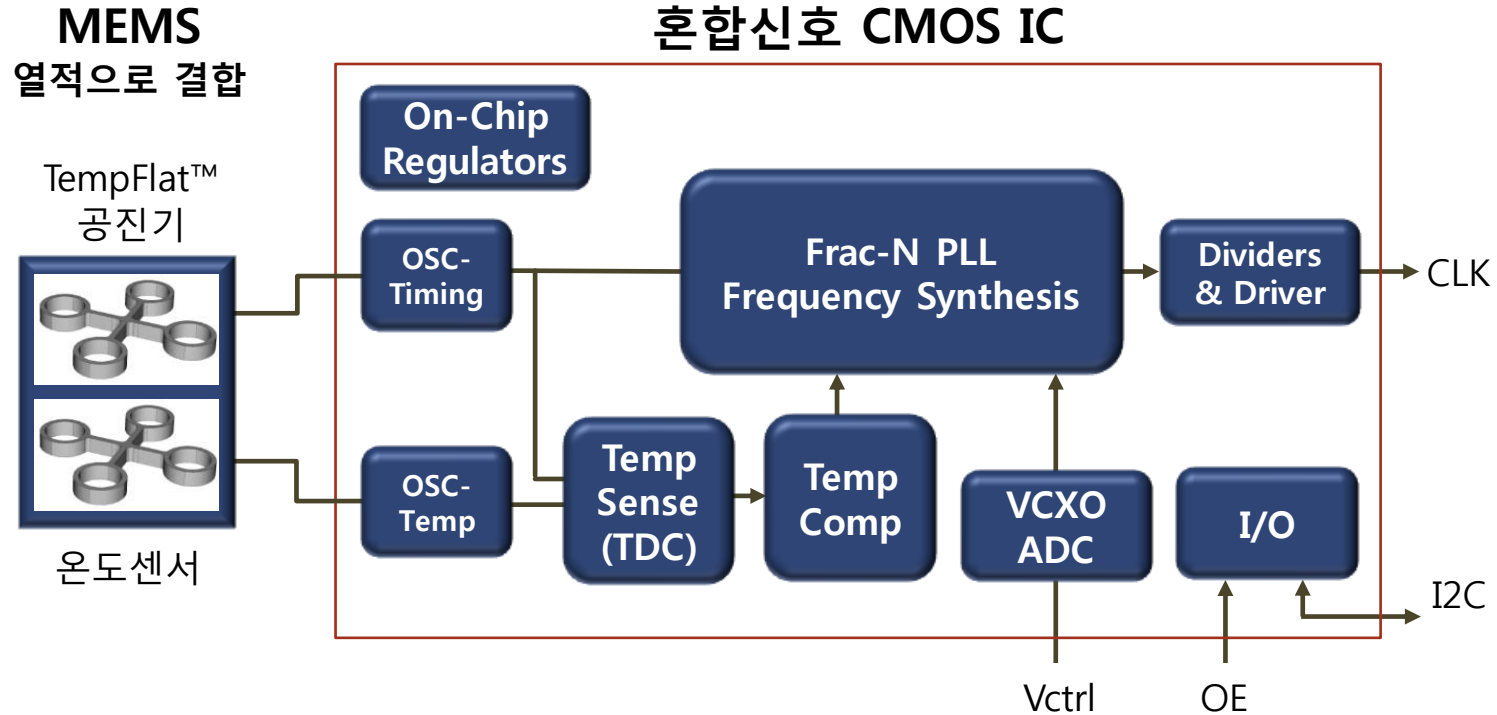 MEMS
열적으로 결합
혼합신호 CMOS IC
TempFlat™
공진기
온도센서
On-Chip
Regulators
OSC-
Timing
Frac-N PLL
Frequency Synthesis
Dividers
& Driver
CLK
OSC-
Temp
Temp
Sense
(TDC)
Temp
Comp
VCXO
ADC
I/O
I2C
Vctrl
OE